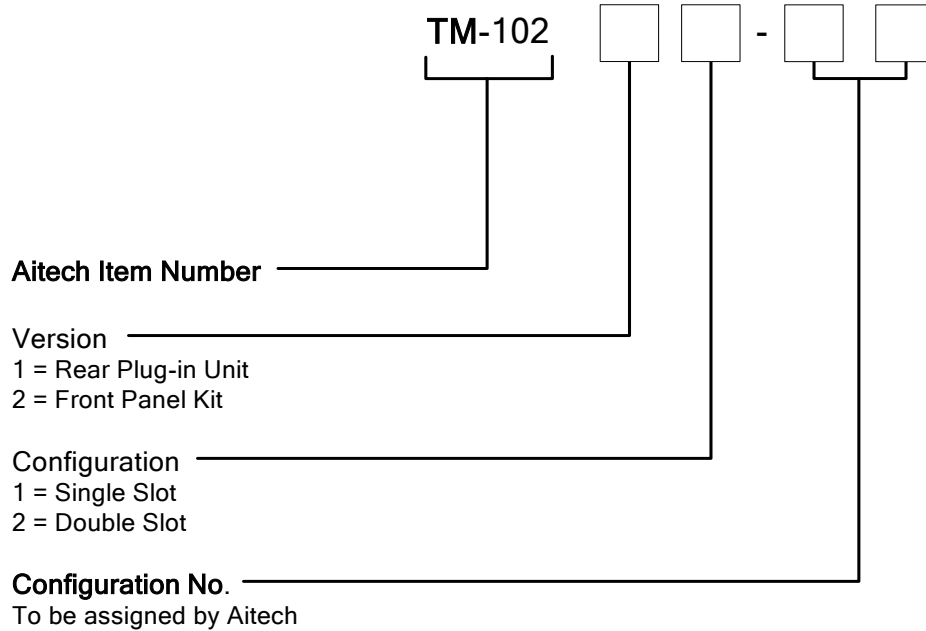 TM-102 -
Aitech Item Number
Version
1 = Rear Plug-in Unit
2 = Front Panel Kit
Configuration
1 = Single Slot
2 = Double Slot
Configuration No.
To be assigned by Aitech